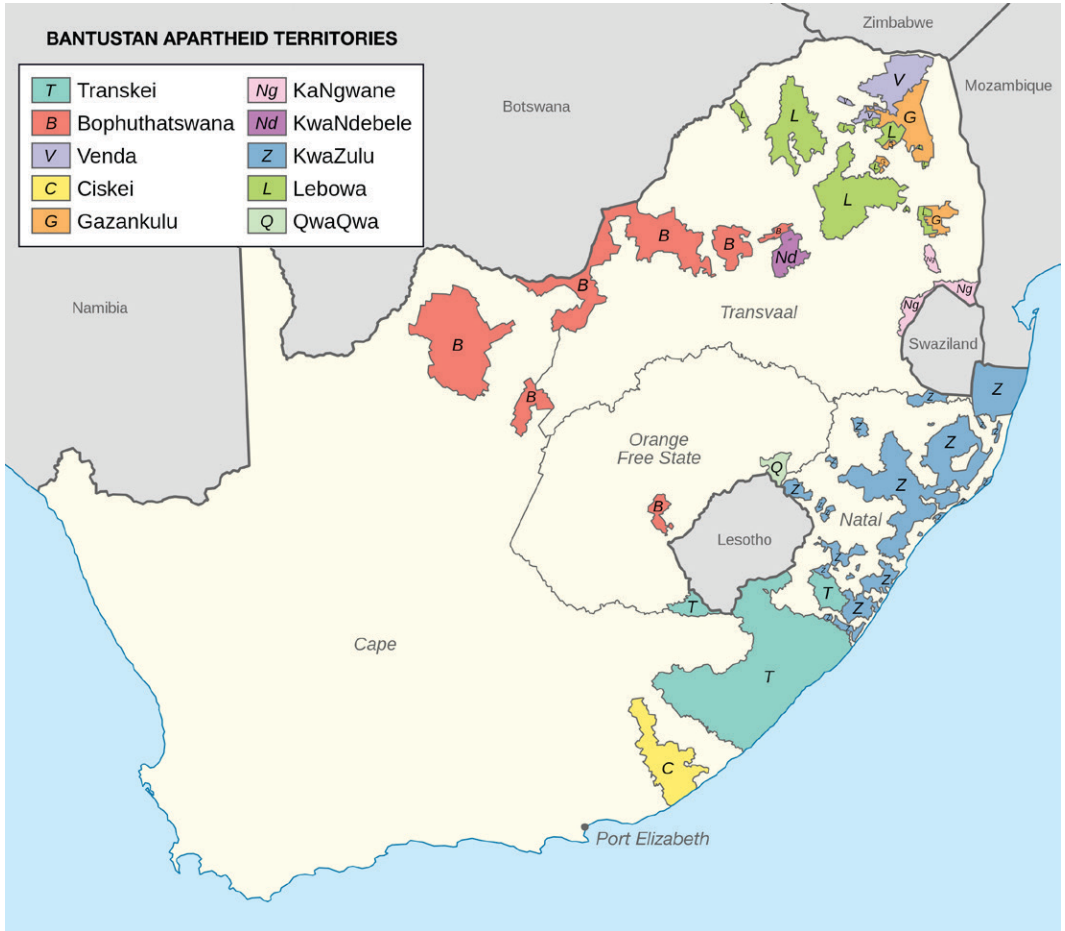 BANTUSTAN APARTHEID TERRITORIES
T Transkei
B Bophuthatswana
V Venda
C Ciskei
G Gazankulu
Ng KaNgwane
Nd KwaNdebele
Z KwaZulu
L Lebowa
Q QwaQwa
Zimbabwe
Mozambique
Botswana
Namibia
V
L
L
G
L
V
L
L
G
B
B
B
Nd
B
Ng
Ng
Ng
Transvaal
Swaziland
B
B
Z
Z
Z
Z
Orange
Free State
Q
Z
Z
B
Natal
Lesotho
Z
Z
Z
T
T
Z
Z
Cape
T
C
Port Elizabeth